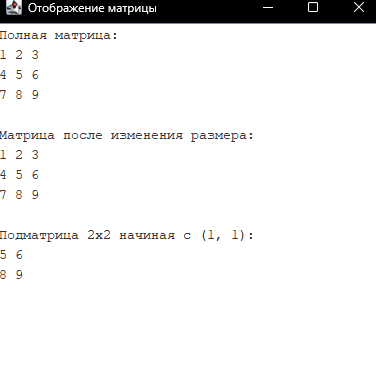 Отображение матрицы
Полная матрица:
1 2 3
4 5 6
7 8 9
Матрица после изменения размера:
1 2 3
4 5 6
7 8 9
Подматрица 2x2 начиная с (1, 1):
5 6
8 9